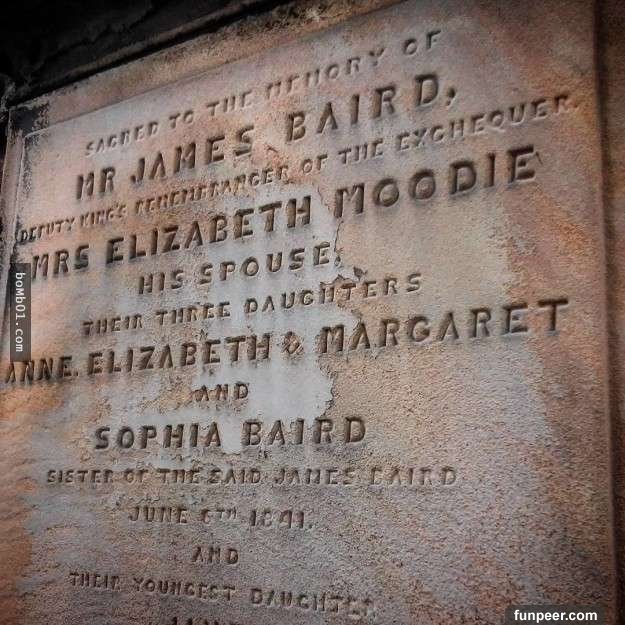 SACRED TO THE MEMORY OF
MR JAMES BAIRD,
DEPUTY KING'S REMEMBRANCER OF THE EXCHEQUER.
MRS ELIZABETH MOODIE
HIS SPOUSE,
THEIR THREE DAUGHTERS
ANNE, ELIZABETH & MARGARET
AND
SOPHIA BAIRD
SISTER OF THE SAID JAMES BAIRD
JUNE 6TH 1841.
AND
THEIR YOUNGEST DAUGHTER
boMb01.com
funpeer.com